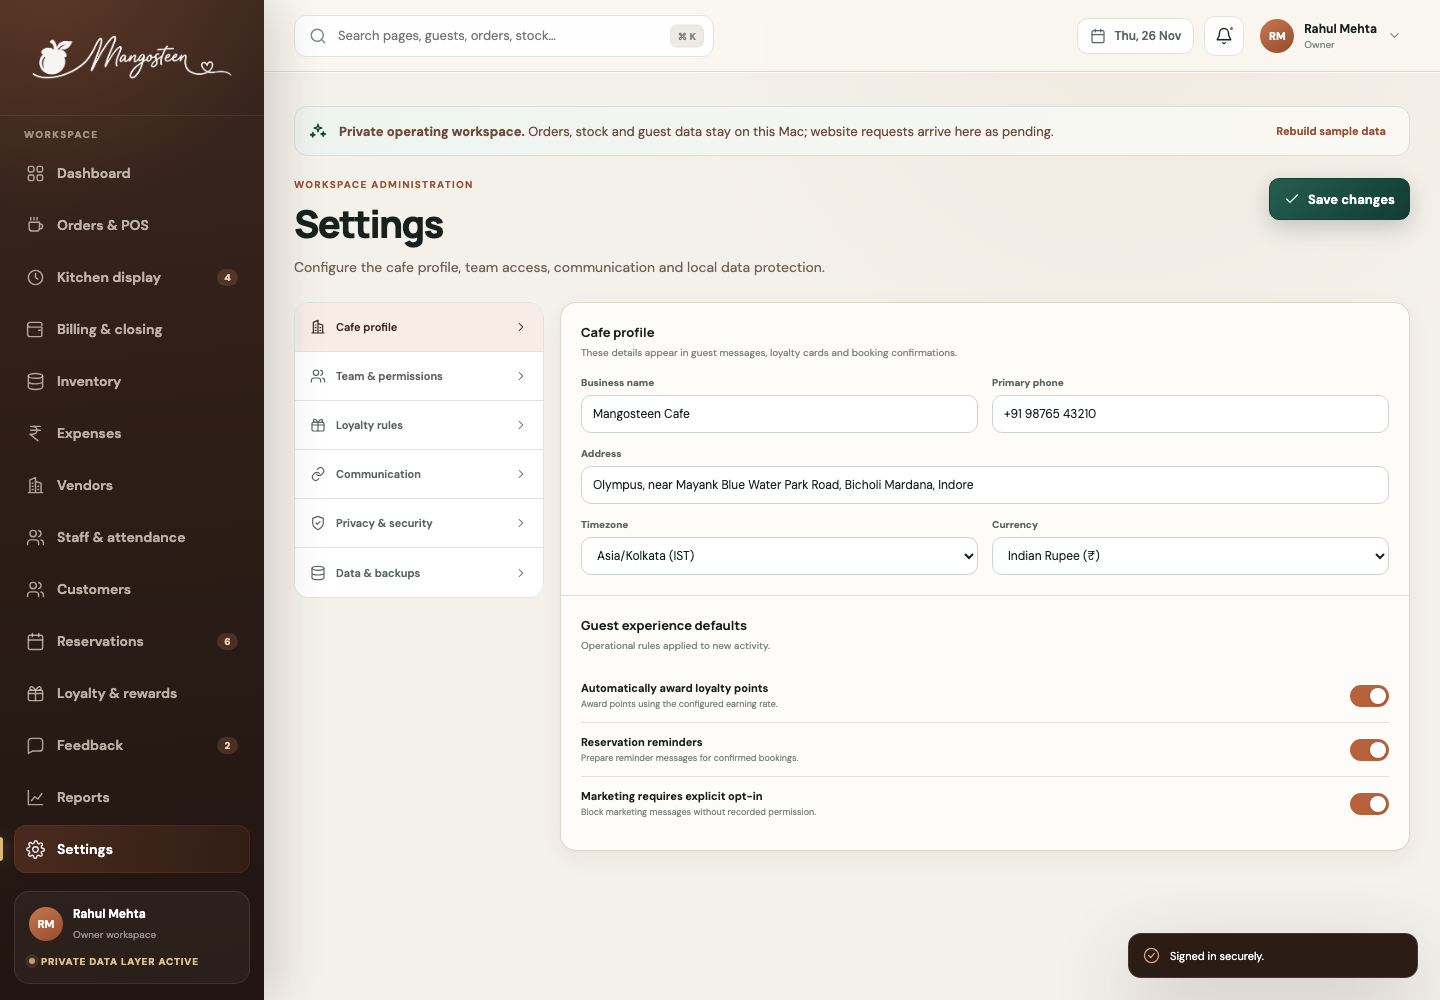 Mangosteen
WORKSPACE
Dashboard
Orders & POS
Kitchen display 4
Billing & closing
Inventory
Expenses
Vendors
Staff & attendance
Customers
Reservations 6
Loyalty & rewards
Feedback 2
Reports
Settings
RM
Rahul Mehta
Owner workspace
PRIVATE DATA LAYER ACTIVE
Search pages, guests, orders, stock...
⌘ K
Thu, 26 Nov
RM
Rahul Mehta
Owner
Private operating workspace. Orders, stock and guest data stay on this Mac; website requests arrive here as pending.
Rebuild sample data
WORKSPACE ADMINISTRATION
Settings
Configure the cafe profile, team access, communication and local data protection.
Save changes
Cafe profile
Team & permissions
Loyalty rules
Communication
Privacy & security
Data & backups
Cafe profile
These details appear in guest messages, loyalty cards and booking confirmations.
Business name
Mangosteen Cafe
Primary phone
+91 98765 43210
Address
Olympus, near Mayank Blue Water Park Road, Bicholi Mardana, Indore
Timezone
Asia/Kolkata (IST)
Currency
Indian Rupee (₹)
Guest experience defaults
Operational rules applied to new activity.
Automatically award loyalty points
Award points using the configured earning rate.
Reservation reminders
Prepare reminder messages for confirmed bookings.
Marketing requires explicit opt-in
Block marketing messages without recorded permission.
Signed in securely.